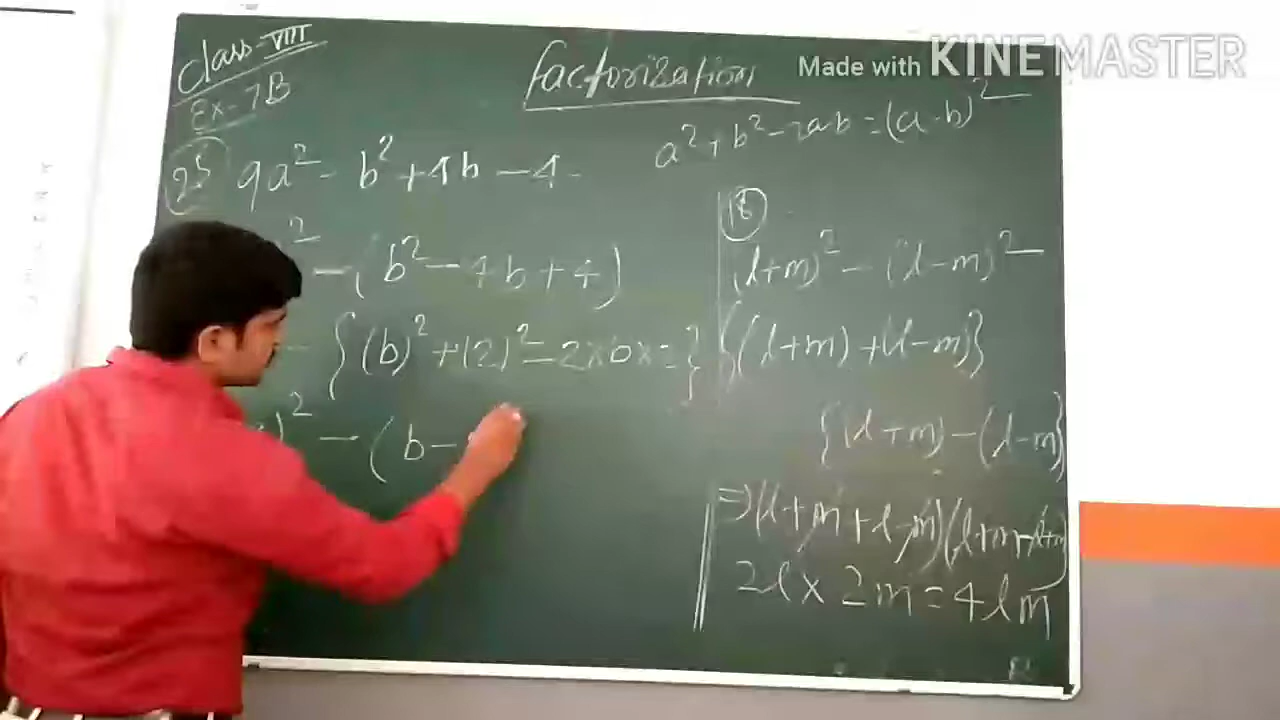 Class-VIII
Ex-7B
Factorization
Made with KINEMASTER
a²+b²-2ab=(a-b)²
25 9a² - b² + 4b - 4
² - (b² - 4b + 4)
- {(b)² + (2)² - 2×b×2}
)² - (b-
18
(l+m)² - (l-m)²
{(l+m) + (l-m)}
{(l+m) - (l-m)}
=> (l+m+l-m)(l+m-l+m)
2l × 2m = 4lm